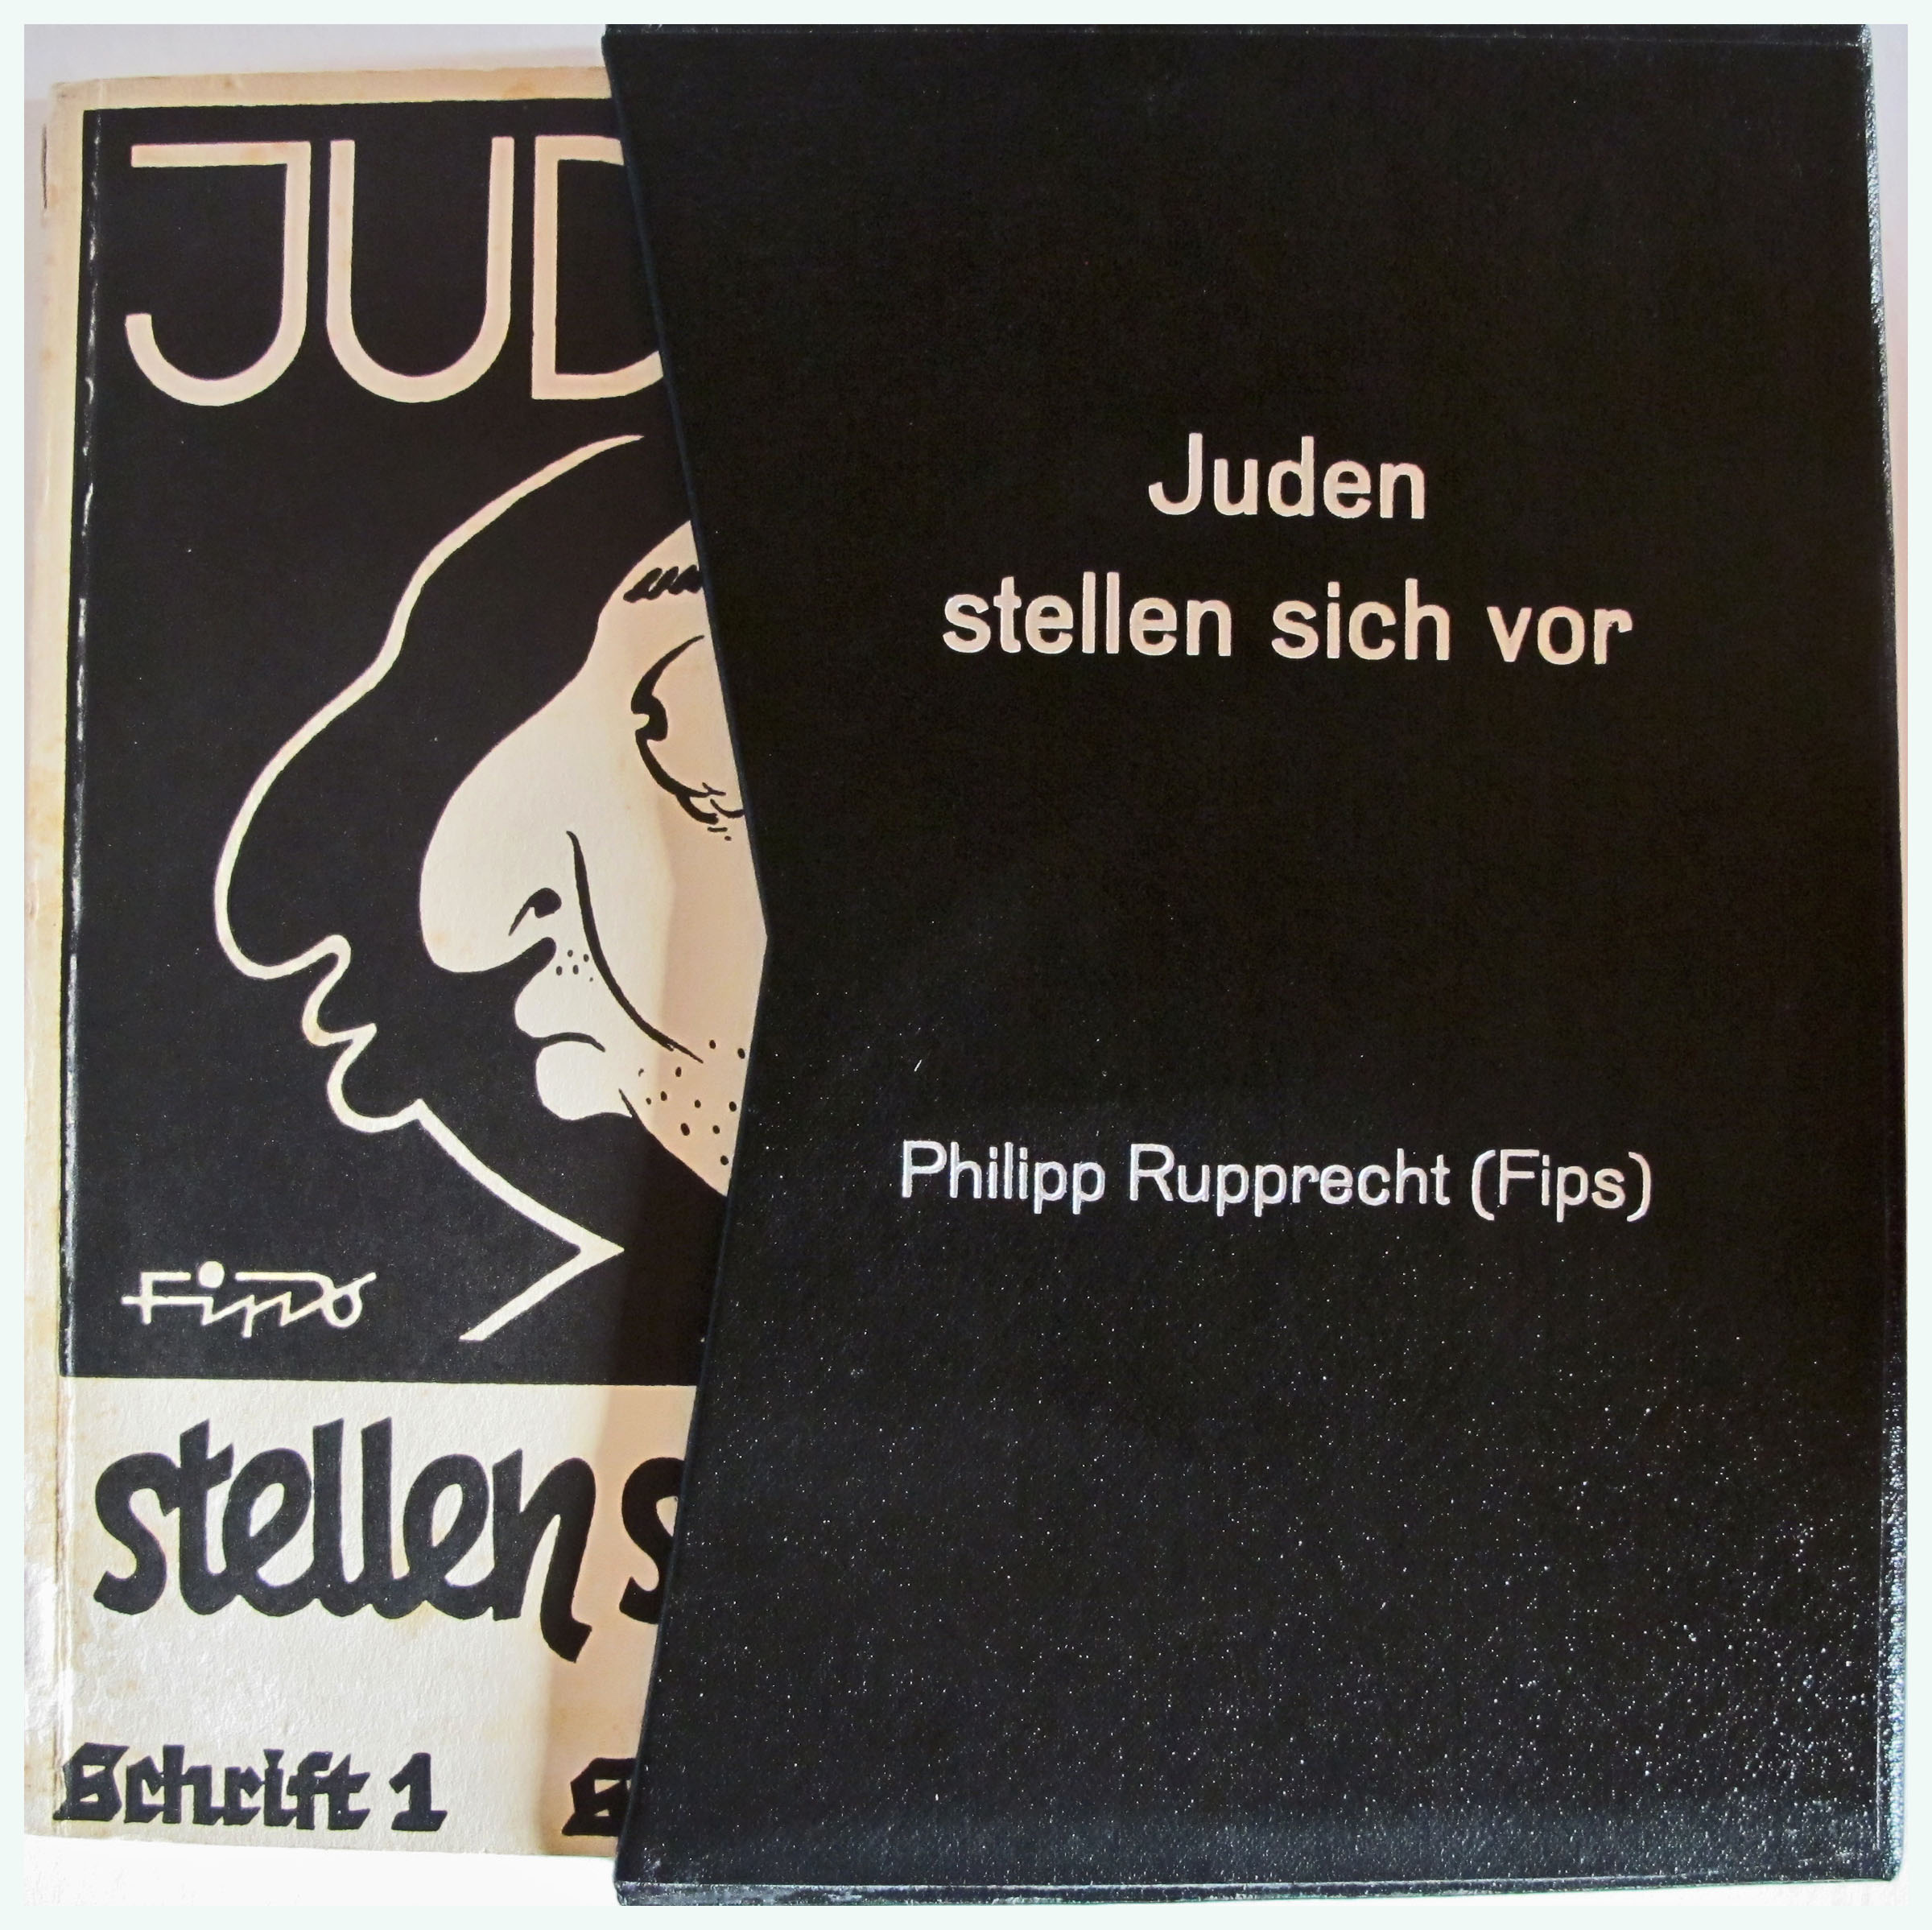 JUD
Fips
stellen s
Schrift 1
Juden
stellen sich vor
Philipp Rupprecht (Fips)